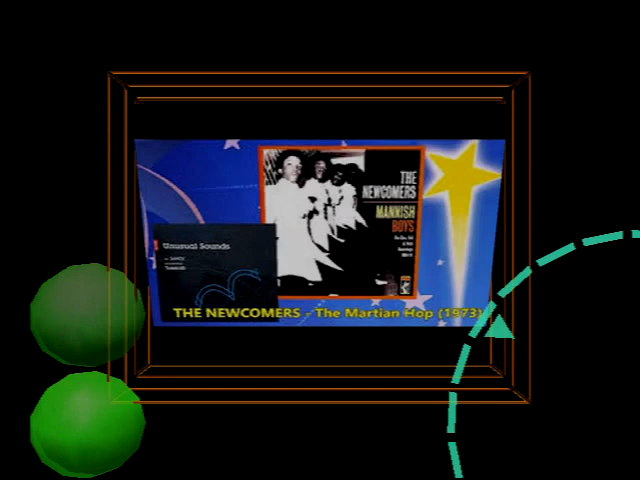 THE
NEWCOMERS
MANNISH
BOYS
Unusual Sounds
THE NEWCOMERS - The Martian Hop (1973)